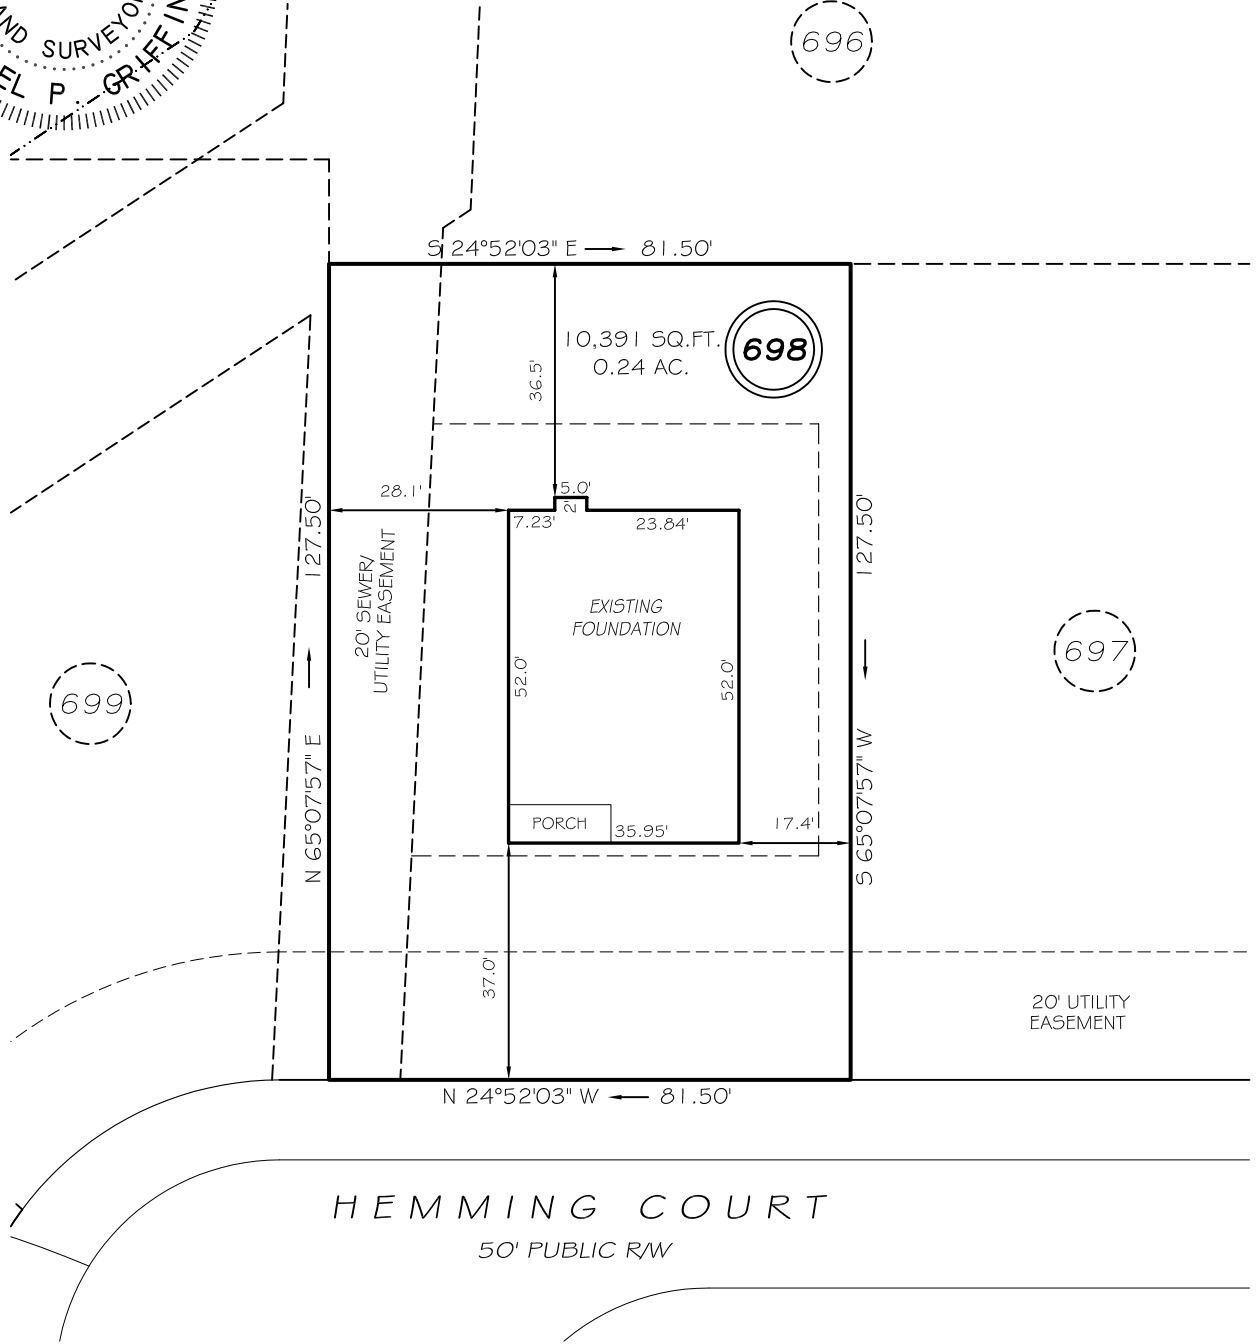 AND SURVEYO
EL P. GRIFFIN
696
S 24°52'03" E 81.50'
10,391 SQ.FT.
0.24 AC.
698
36.5'
28.1'
5.0'
2'
7.23'
23.84'
127.50'
127.50'
20' SEWER/
UTILITY EASEMENT
EXISTING
FOUNDATION
52.0'
52.0'
697
699
N 65°07'57" E
S 65°07'57" W
PORCH
35.95'
17.4'
37.0'
20' UTILITY
EASEMENT
N 24°52'03" W 81.50'
HEMMING COURT
50' PUBLIC R/W